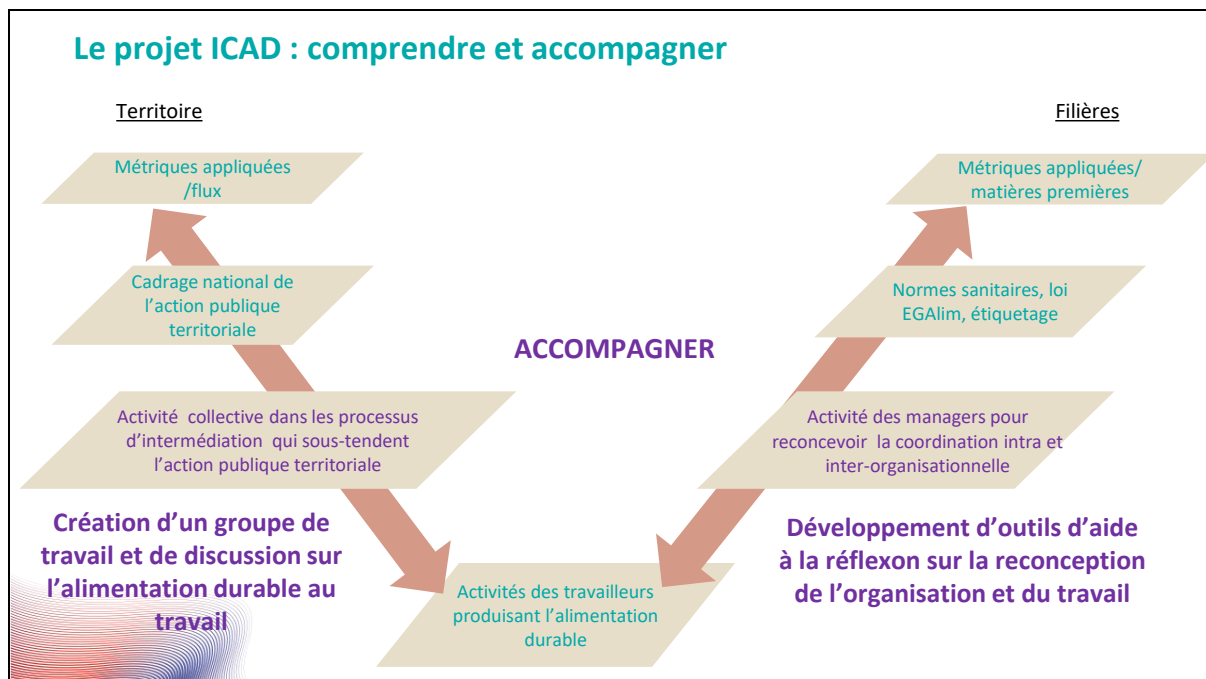 Le projet ICAD : comprendre et accompagner
Territoire
Filières
Métriques appliquées
/flux
Métriques appliquées/
matières premières
Cadrage national de
l’action publique
territoriale
Normes sanitaires, loi
EGAlim, étiquetage
ACCOMPAGNER
Activité collective dans les processus
d’intermédiation qui sous-tendent
l’action publique territoriale
Activité des managers pour
reconcevoir la coordination intra et
inter-organisationnelle
Création d’un groupe de
travail et de discussion sur
l’alimentation durable au
travail
Développement d’outils d’aide
à la réflexon sur la reconception
de l’organisation et du travail
Activités des travailleurs
produisant l’alimentation
durable